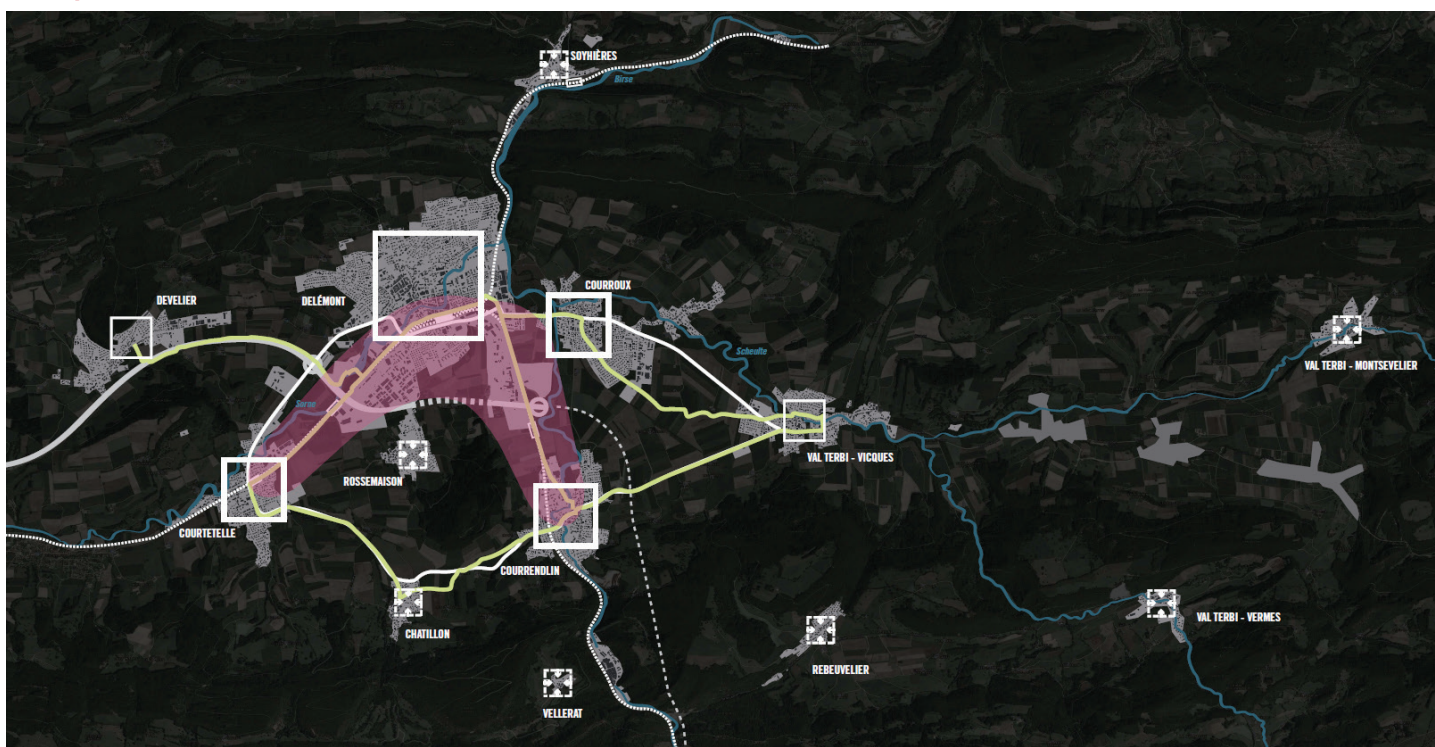 SOYHIÈRES
Birse
COURROUX
DEVELIER
DELÉMONT
Scheulte
VAL TERBI - MONTSEVELIER
Sorne
VAL TERBI - VICQUES
ROSSEMAISON
COURTETELLE
COURRENDLIN
CHATILLON
VAL TERBI - VERMES
REBEUVELIER
VELLERAT